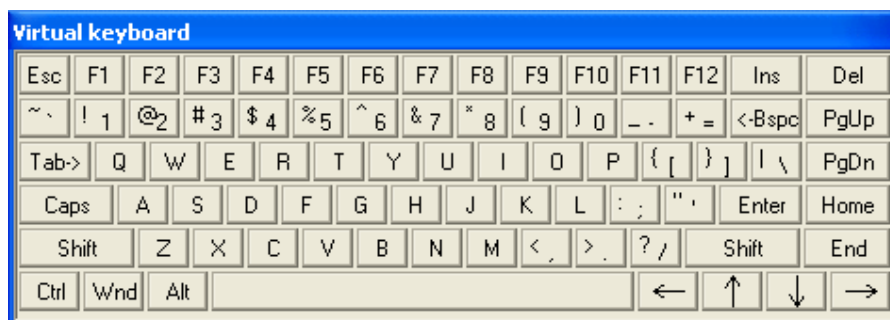 Virtual keyboard
Esc F1 F2 F3 F4 F5 F6 F7 F8 F9 F10 F11 F12 Ins Del
~ ` ! 1 @ 2 # 3 $ 4 % 5 ^ 6 & 7 * 8 ( 9 ) 0 _ - + = <-Bspc PgUp
Tab-> Q W E R T Y U I O P { [ } ] | \ PgDn
Caps A S D F G H J K L : ; " ' Enter Home
Shift Z X C V B N M < , > . ? / Shift End
Ctrl Wnd Alt ← ↑ ↓ →